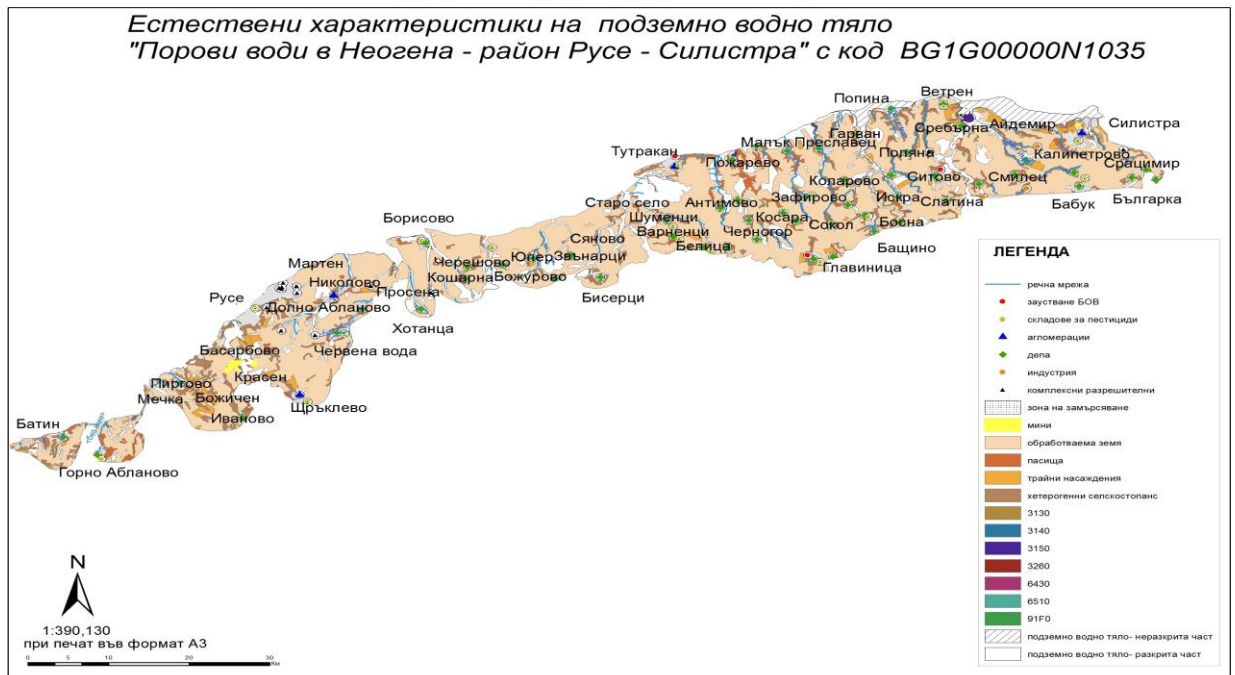 Естествени характеристики на подземно водно тяло
"Порови води в Неогена - район Русе - Силистра" с код BG1G00000N1035
Ветрен
Попина
Силистра
Айдемир
Сребърна
Гарван
Тутракан
Малък Преславец
Поляна
Калипетрово
Пожарево
Срацимир
Ситово
Смилец
Коларово
Старо село
Антимово
Зафирово
Искра
Слатина
Бабук
Българка
Борисово
Шуменци
Косара
Сокол
Босна
Варненци
Черногор
Сяново
Белица
Бащино
Мартен
Черешово
Юпер
Звънарци
Главиница
Николово
Кошарна
Божурово
Просена
Бисерци
Русе
Долно Абланово
Хотанца
Басарбово
Червена вода
Красен
Пиргово
Мечка
Божичен
Щръклево
Иваново
Батин
Горно Абланово
ЛЕГЕНДА
речна мрежа
заустване БОВ
складове за пестициди
агломерации
депа
индустрия
комплексни разрешителни
зона на замърсяване
мини
обработваема земя
пасища
трайни насаждения
хетерогенни селскостопанс
3130
3140
3150
3260
6430
6510
91F0
подземно водно тяло- неразкрита част
подземно водно тяло- разкрита част
N
1:390,130
при печат във формат А3
0 5 10 20 30
Км